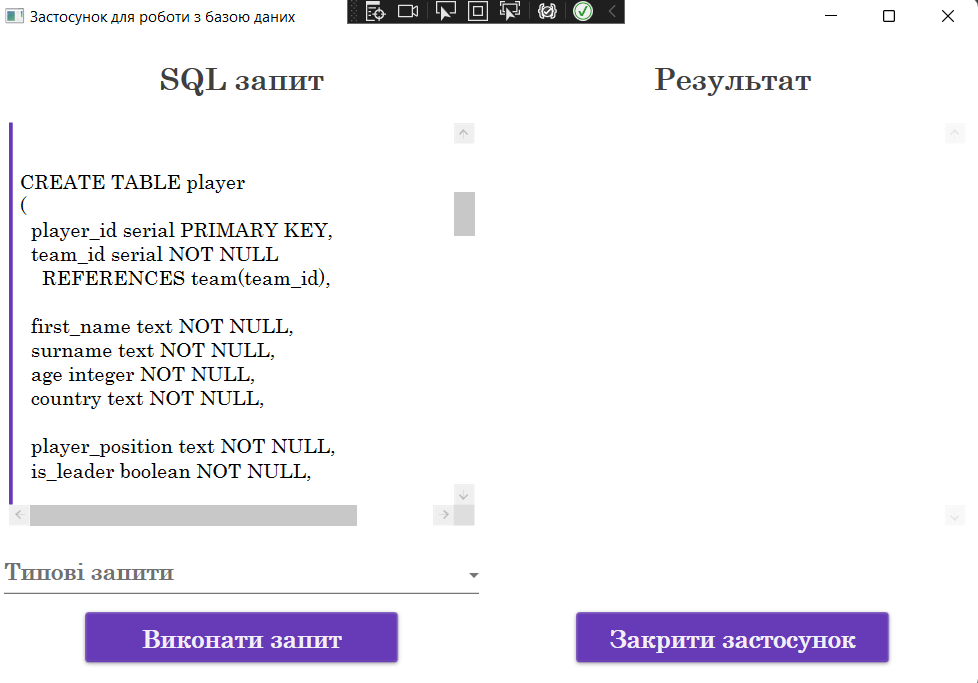 Застосунок для роботи з базою даних
SQL запит
Результат
CREATE TABLE player
(
player_id serial PRIMARY KEY,
team_id serial NOT NULL
REFERENCES team(team_id),
first_name text NOT NULL,
surname text NOT NULL,
age integer NOT NULL,
country text NOT NULL,
player_position text NOT NULL,
is_leader boolean NOT NULL,
Типові запити
Виконати запит
Закрити застосунок